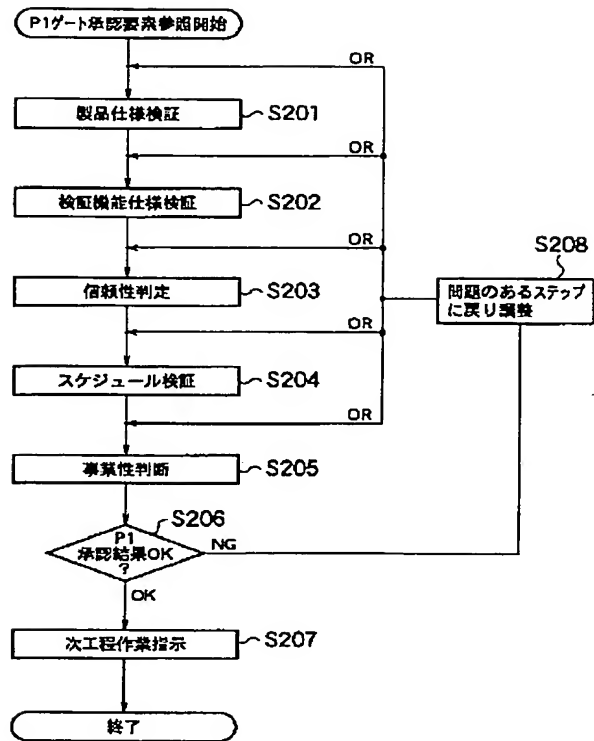 P1ゲート承認要素参照開始
OR
製品仕様検証
S201
OR
検証機能仕様検証
S202
OR
信頼性判定
S203
OR
スケジュール検証
S204
OR
事業性判断
S205
S206
P1
承認結果OK
?
NG
OK
S208
問題のあるステップ
に戻り調整
次工程作業指示
S207
終了